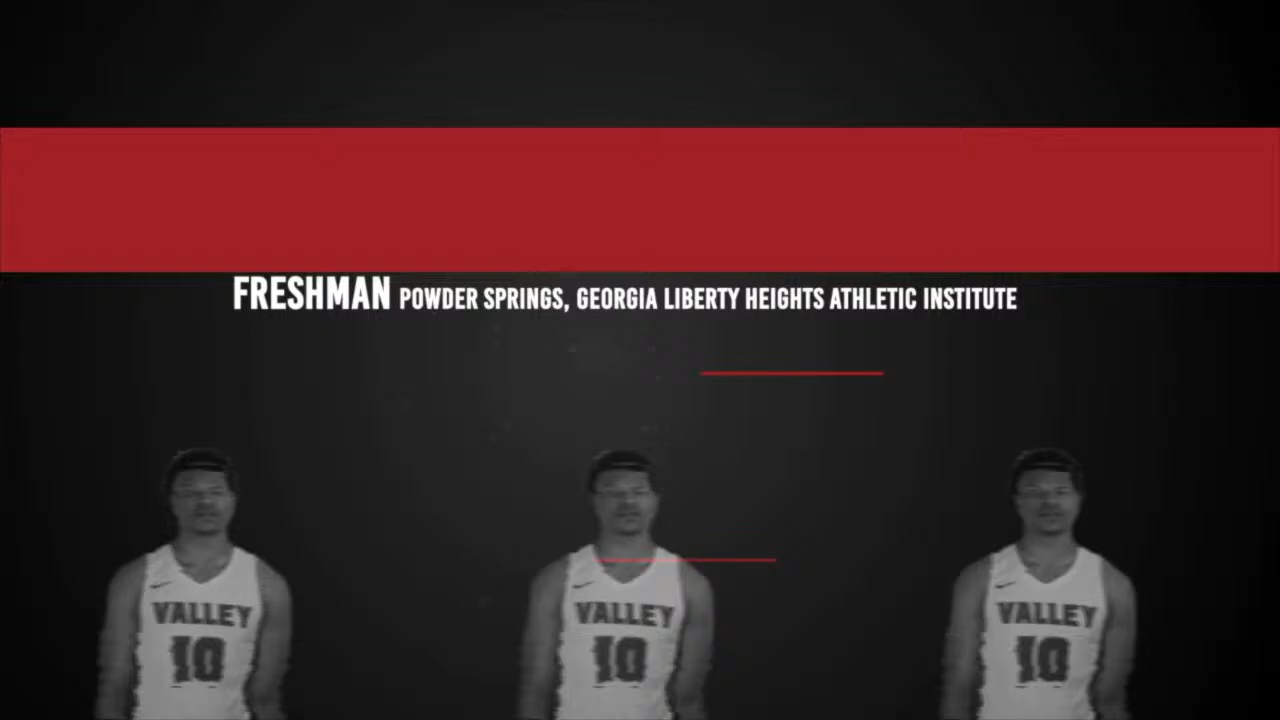 FRESHMAN POWDER SPRINGS, GEORGIA LIBERTY HEIGHTS ATHLETIC INSTITUTE
VALLEY VALLEY VALLEY
10 10 10